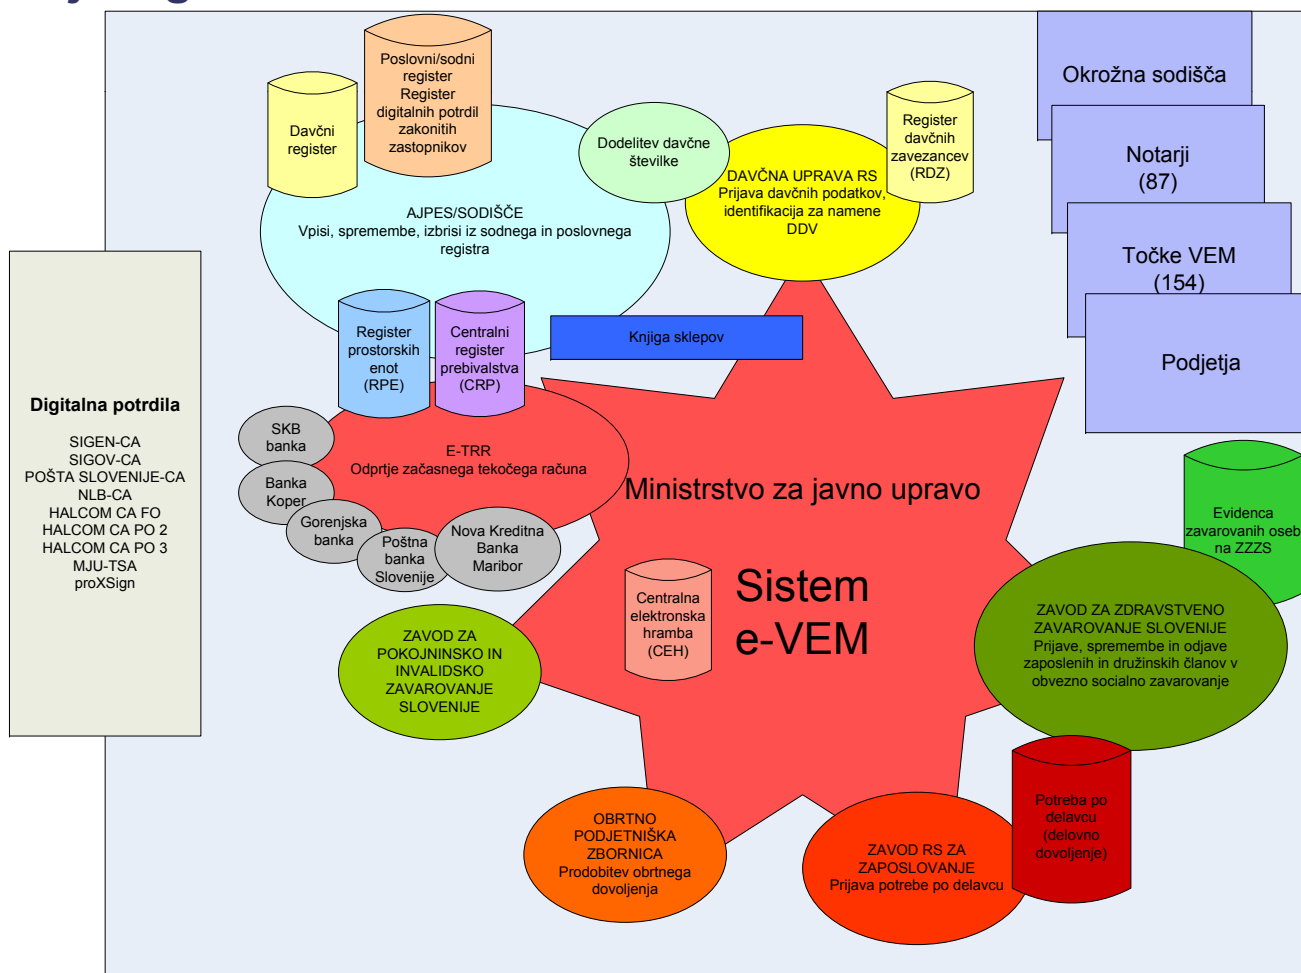 Poslovni/sodni
register
Register
digitalnih potrdil
zakonitih
zastopnikov
Davčni
register
Dodelitev davčne
številke
Register
davčnih
zavezancev
(RDZ)
Okrožna sodišča
Notarji
(87)
Točke VEM
(154)
Podjetja
DAVČNA UPRAVA RS
Prijava davčnih podatkov,
identifikacija za namene
DDV
AJPES/SODIŠČE
Vpisi, spremembe, izbrisi iz sodnega in poslovnega
registra
Register
prostorskih
enot
(RPE)
Centralni
register
prebivalstva
(CRP)
Knjiga sklepov
Digitalna potrdila
SIGEN-CA
SIGOV-CA
POŠTA SLOVENIJE-CA
NLB-CA
HALCOM CA FO
HALCOM CA PO 2
HALCOM CA PO 3
MJU-TSA
proXSign
SKB
banka
Banka
Koper
Gorenjska
banka
Poštna
banka
Slovenije
Nova Kreditna
Banka
Maribor
E-TRR
Odprtje začasnega tekočega računa
Ministrstvo za javno upravo
Sistem
e-VEM
Centralna
elektronska
hramba
(CEH)
Evidenca
zavarovanih oseb
na ZZZS
ZAVOD ZA ZDRAVSTVENO
ZAVAROVANJE SLOVENIJE
Prijave, spremembe in odjave
zaposlenih in družinskih članov v
obvezno socialno zavarovanje
ZAVOD ZA
POKOJNINSKO IN
INVALIDSKO
ZAVAROVANJE
SLOVENIJE
OBRTNO
PODJETNIŠKA
ZBORNICA
Prodobitev obrtnega
dovoljenja
ZAVOD RS ZA
ZAPOSLOVANJE
Prijava potrebe po delavcu
Potreba po
delavcu
(delovno
dovoljenje)